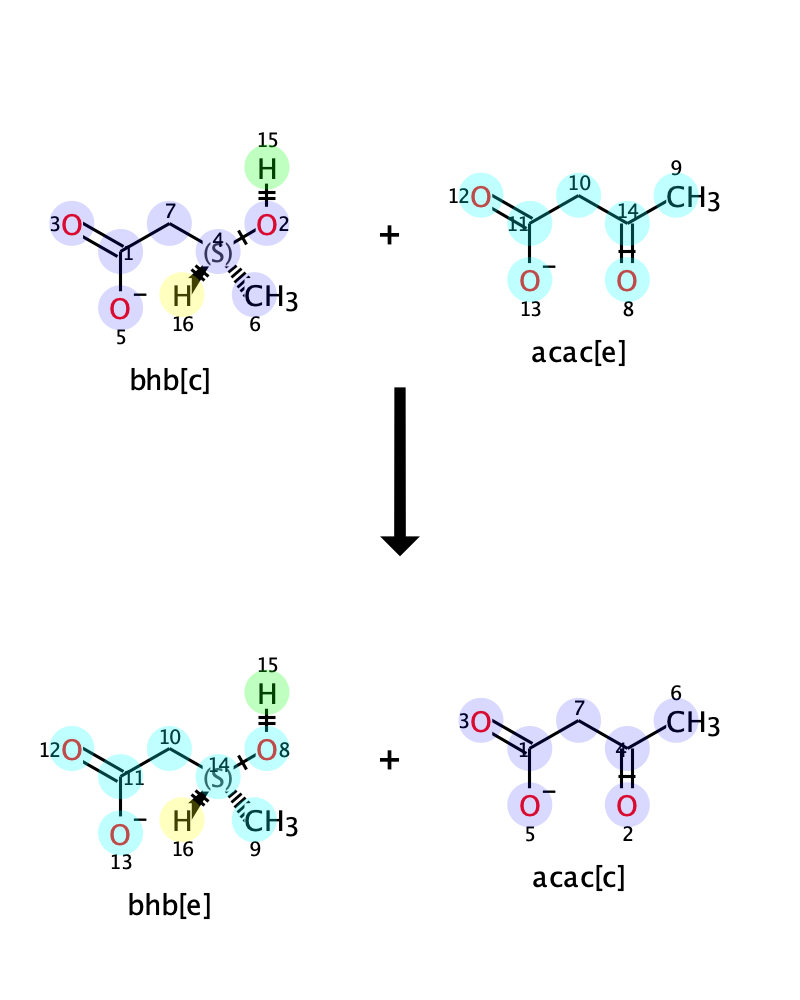 15
H
3O 7 4 O2
1 (S)
O− H CH3
5 16 6
bhb[c]
+
9
12O 10 14 CH3
11
O− O
13 8
acac[e]
15
H
12O 10 14 O8
11 (S)
O− H CH3
13 16 9
bhb[e]
+
6
3O 7 4 CH3
1
O− O
5 2
acac[c]